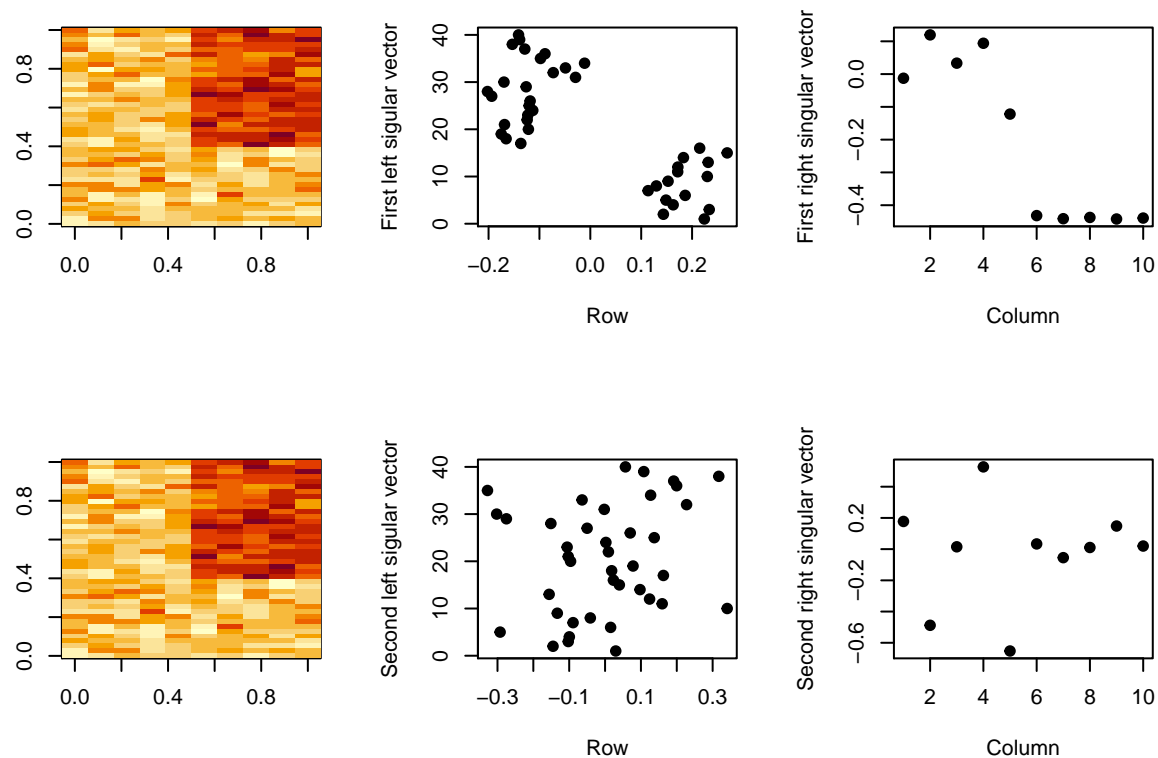 0.0 0.4 0.8
0.0 0.4 0.8
First left sigular vector
0 10 20 30 40
−0.2 0.0 0.1 0.2
Row
First right singular vector
−0.4 −0.2 0.0
2 4 6 8 10
Column
0.0 0.4 0.8
0.0 0.4 0.8
Second left sigular vector
0 10 20 30 40
−0.3 −0.1 0.1 0.3
Row
Second right singular vector
−0.6 −0.2 0.2
2 4 6 8 10
Column